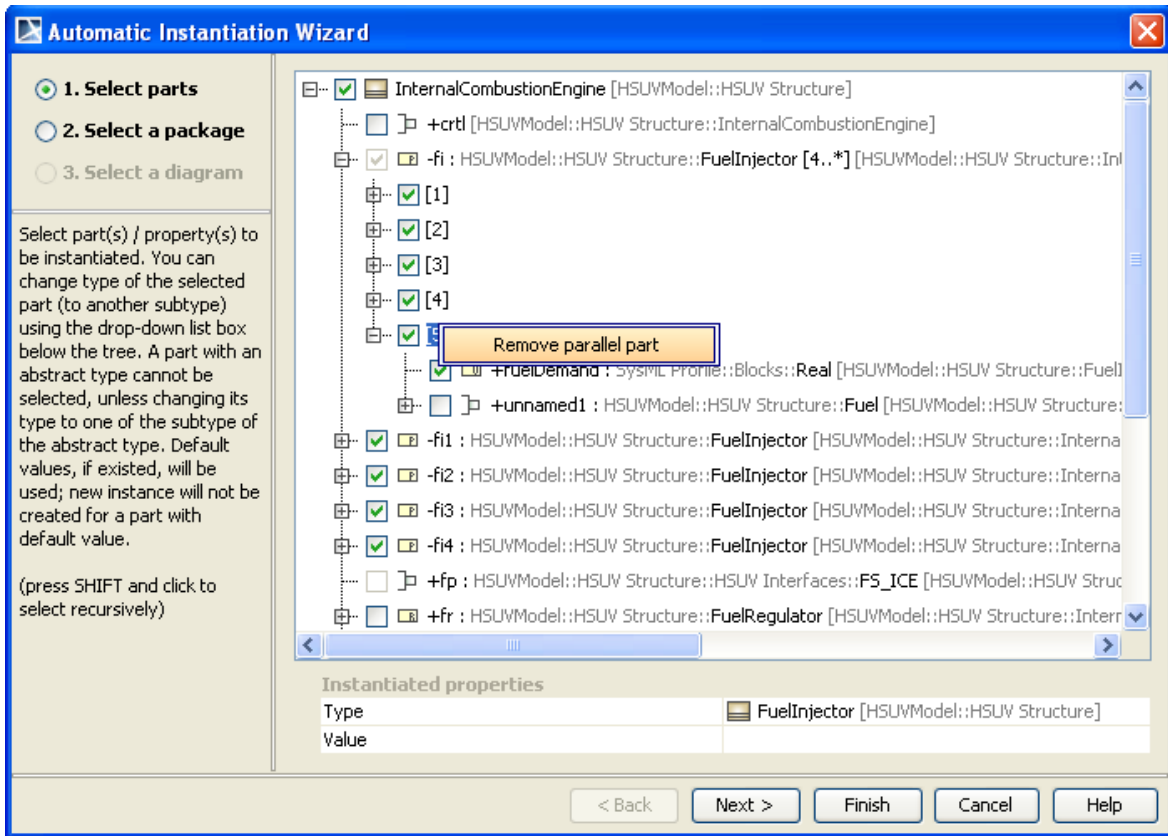 Automatic Instantiation Wizard
1. Select parts
2. Select a package
3. Select a diagram
Select part(s) / property(s) to
be instantiated. You can
change type of the selected
part (to another subtype)
using the drop-down list box
below the tree. A part with an
abstract type cannot be
selected, unless changing its
type to one of the subtype of
the abstract type. Default
values, if existed, will be
used; new instance will not be
created for a part with
default value.
(press SHIFT and click to
select recursively)
InternalCombustionEngine [HSUVModel::HSUV Structure]
+crtl [HSUVModel::HSUV Structure::InternalCombustionEngine]
-fi : HSUVModel::HSUV Structure::FuelInjector [4..*] [HSUVModel::HSUV Structure::Int
[1]
[2]
[3]
[4]
Remove parallel part
+fuelDemand : SysML Profile::Blocks::Real [HSUVModel::HSUV Structure::FuelI
+unnamed1 : HSUVModel::HSUV Structure::Fuel [HSUVModel::HSUV Structure:
-fi1 : HSUVModel::HSUV Structure::FuelInjector [HSUVModel::HSUV Structure::Interna
-fi2 : HSUVModel::HSUV Structure::FuelInjector [HSUVModel::HSUV Structure::Interna
-fi3 : HSUVModel::HSUV Structure::FuelInjector [HSUVModel::HSUV Structure::Interna
-fi4 : HSUVModel::HSUV Structure::FuelInjector [HSUVModel::HSUV Structure::Interna
+fp : HSUVModel::HSUV Structure::HSUV Interfaces::FS_ICE [HSUVModel::HSUV Struc
+fr : HSUVModel::HSUV Structure::FuelRegulator [HSUVModel::HSUV Structure::Intern
Instantiated properties
Type FuelInjector [HSUVModel::HSUV Structure]
Value
< Back Next > Finish Cancel Help